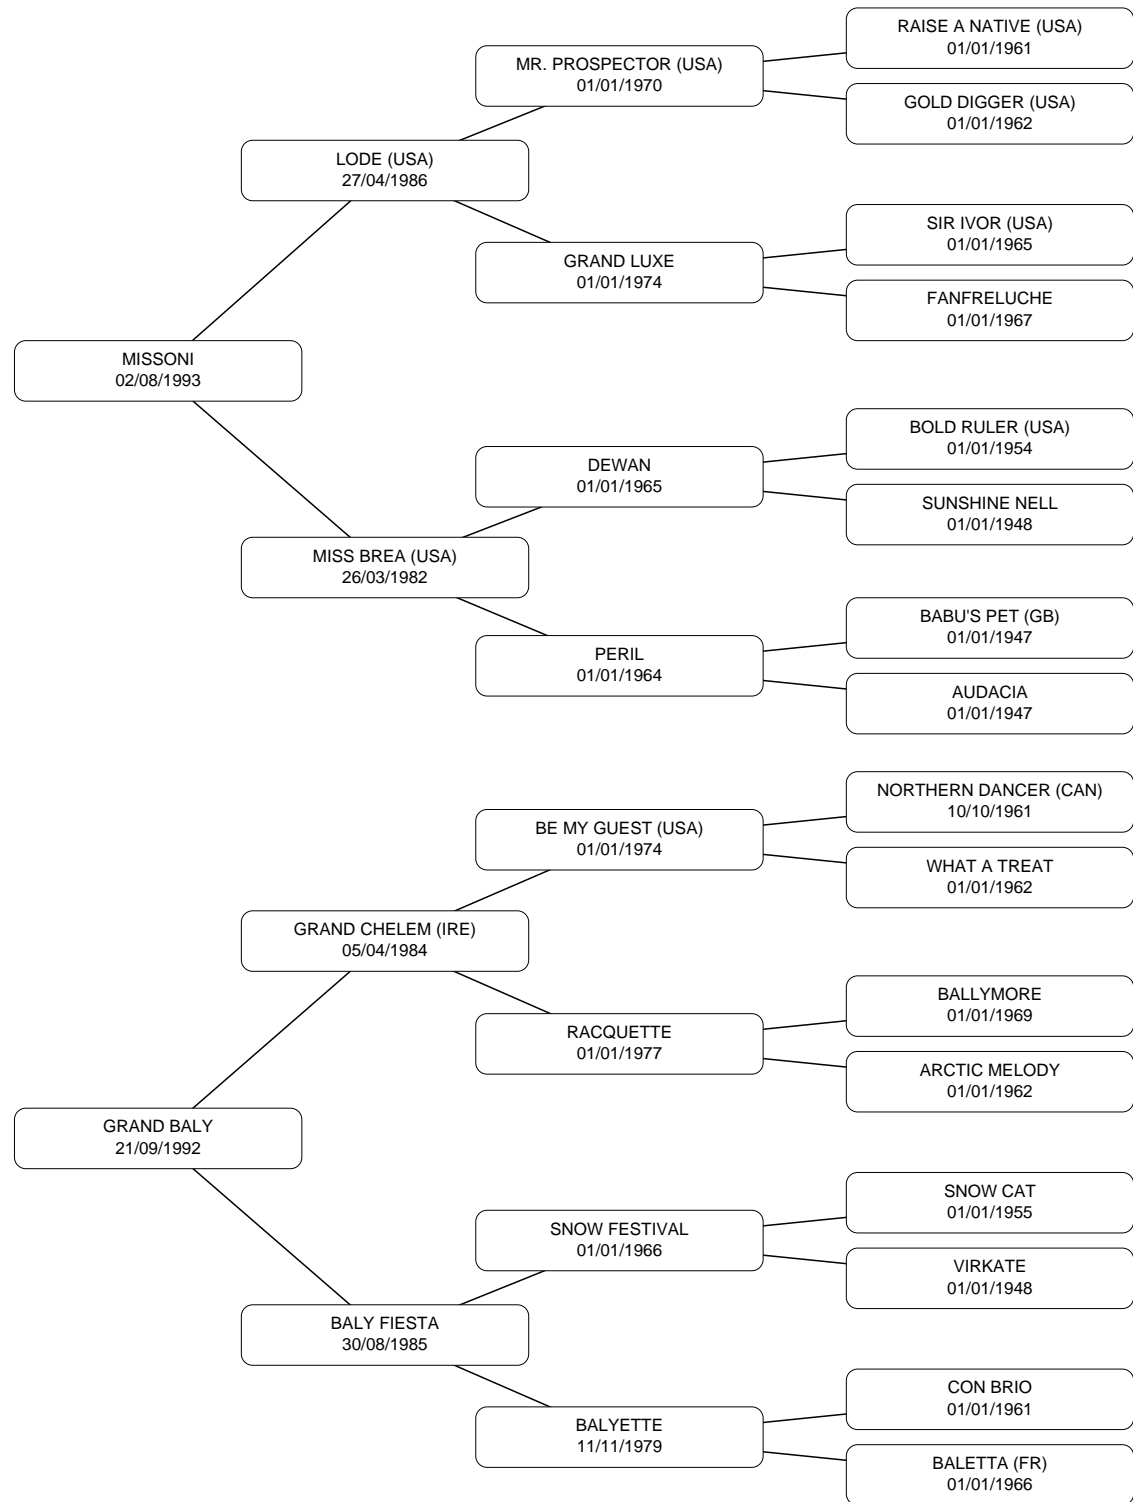 RAISE A NATIVE (USA)
01/01/1961
MR. PROSPECTOR (USA)
01/01/1970
GOLD DIGGER (USA)
01/01/1962
LODE (USA)
27/04/1986
SIR IVOR (USA)
01/01/1965
GRAND LUXE
01/01/1974
FANFRELUCHE
01/01/1967
MISSONI
02/08/1993
BOLD RULER (USA)
01/01/1954
DEWAN
01/01/1965
SUNSHINE NELL
01/01/1948
MISS BREA (USA)
26/03/1982
BABU'S PET (GB)
01/01/1947
PERIL
01/01/1964
AUDACIA
01/01/1947
NORTHERN DANCER (CAN)
10/10/1961
BE MY GUEST (USA)
01/01/1974
WHAT A TREAT
01/01/1962
GRAND CHELEM (IRE)
05/04/1984
BALLYMORE
01/01/1969
RACQUETTE
01/01/1977
ARCTIC MELODY
01/01/1962
GRAND BALY
21/09/1992
SNOW CAT
01/01/1955
SNOW FESTIVAL
01/01/1966
VIRKATE
01/01/1948
BALY FIESTA
30/08/1985
CON BRIO
01/01/1961
BALYETTE
11/11/1979
BALETTA (FR)
01/01/1966